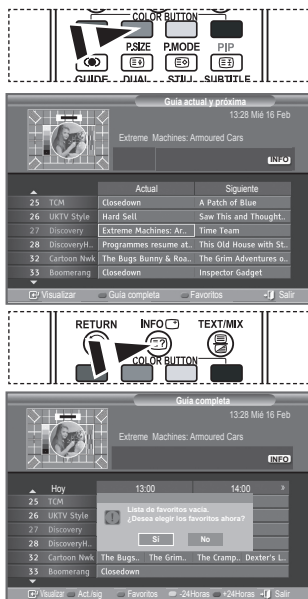 COLOR BUTTON
P.SIZE P.MODE PIP
GUIDE DUAL STILL SUBTITLE
Guía actual y próxima
13:28 Mié 16 Feb
Extreme Machines: Armoured Cars
INFO
Actual Siguiente
25 TCM Closedown A Patch of Blue
26 UKTV Style Hard Sell Saw This and Thought..
27 Discovery Extreme Machines: Ar.. Time Team
28 DiscoveryH.. Programmes resume at.. This Old House with St..
32 Cartoon Nwk The Bugs Bunny & Roa.. The Grim Adventures o..
33 Boomerang Closedown Inspector Gadget
Visualizar Guía completa Favoritos Salir
RETURN INFO TEXT/MIX
COLOR BUTTON
Guía completa
13:28 Mié 16 Feb
Extreme Machines: Armoured Cars
INFO
Hoy 13:00 14:00 »
25 TCM
26 UKTV Style
27 Discovery
28 DiscoveryH..
Lista de favoritos vacía.
¿Desea elegir los favoritos ahora?
Sí No
32 Cartoon Nwk The Bugs.. The Grim.. The Cramp.. Dexter's L..
33 Boomerang Closedown
Visualizar Act./sig Favoritos -24Horas +24Horas Salir